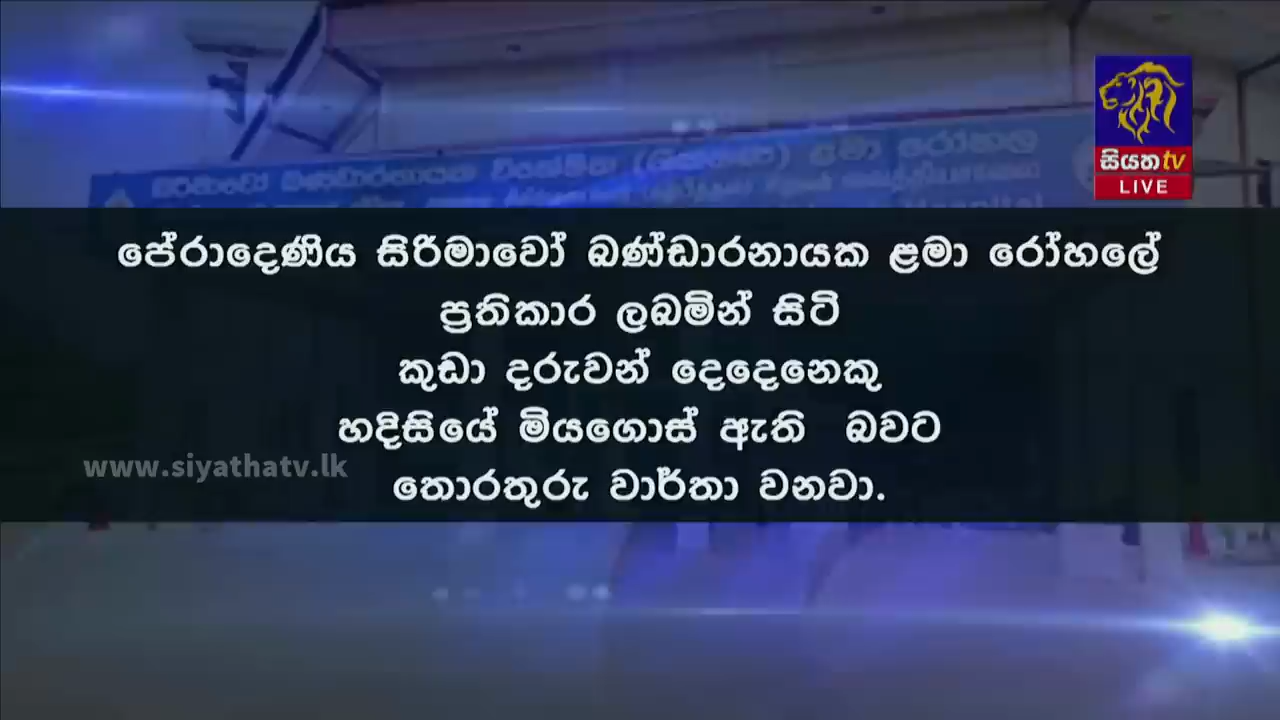 සියත tv
LIVE
පේරාදෙණිය සිරිමාවෝ බණ්ඩාරනායක ළමා රෝහලේ
ප්‍රතිකාර ලබමින් සිටි
කුඩා දරුවන් දෙදෙනෙකු
හදිසියේ මියගොස් ඇති බවට
www.siyathatv.lk
තොරතුරු වාර්තා වනවා.